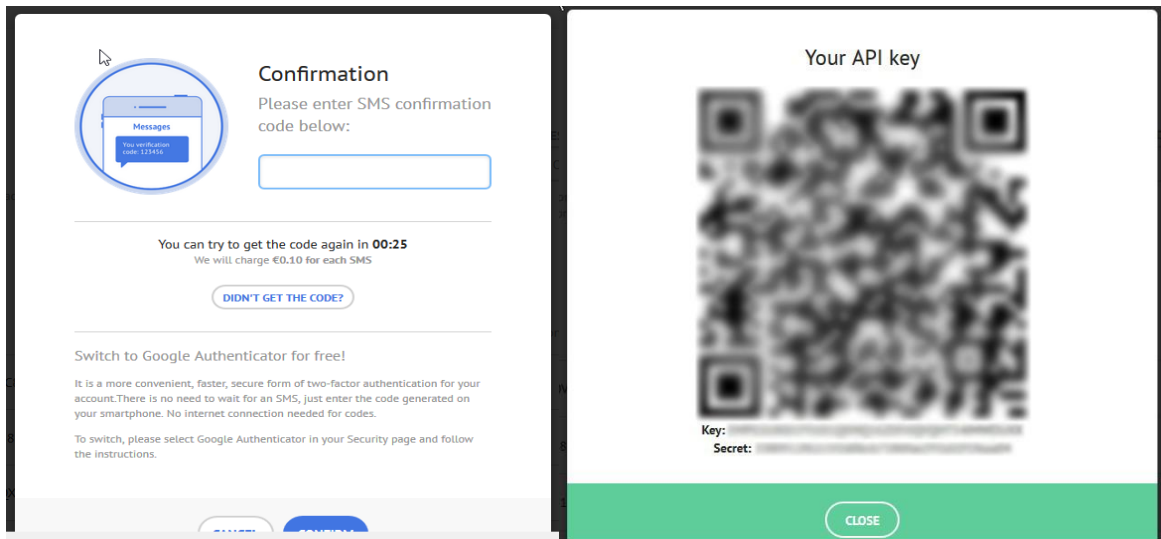 Confirmation
Please enter SMS confirmation
code below:
Messages
You verification
code: 123456
You can try to get the code again in 00:25
We will charge €0.10 for each SMS
DIDN'T GET THE CODE?
Switch to Google Authenticator for free!
It is a more convenient, faster, secure form of two-factor authentication for your
account.There is no need to wait for an SMS, just enter the code generated on
your smartphone. No internet connection needed for codes.
To switch, please select Google Authenticator in your Security page and follow
the instructions.
CANCEL CONFIRM
Your API key
Key:
Secret:
CLOSE